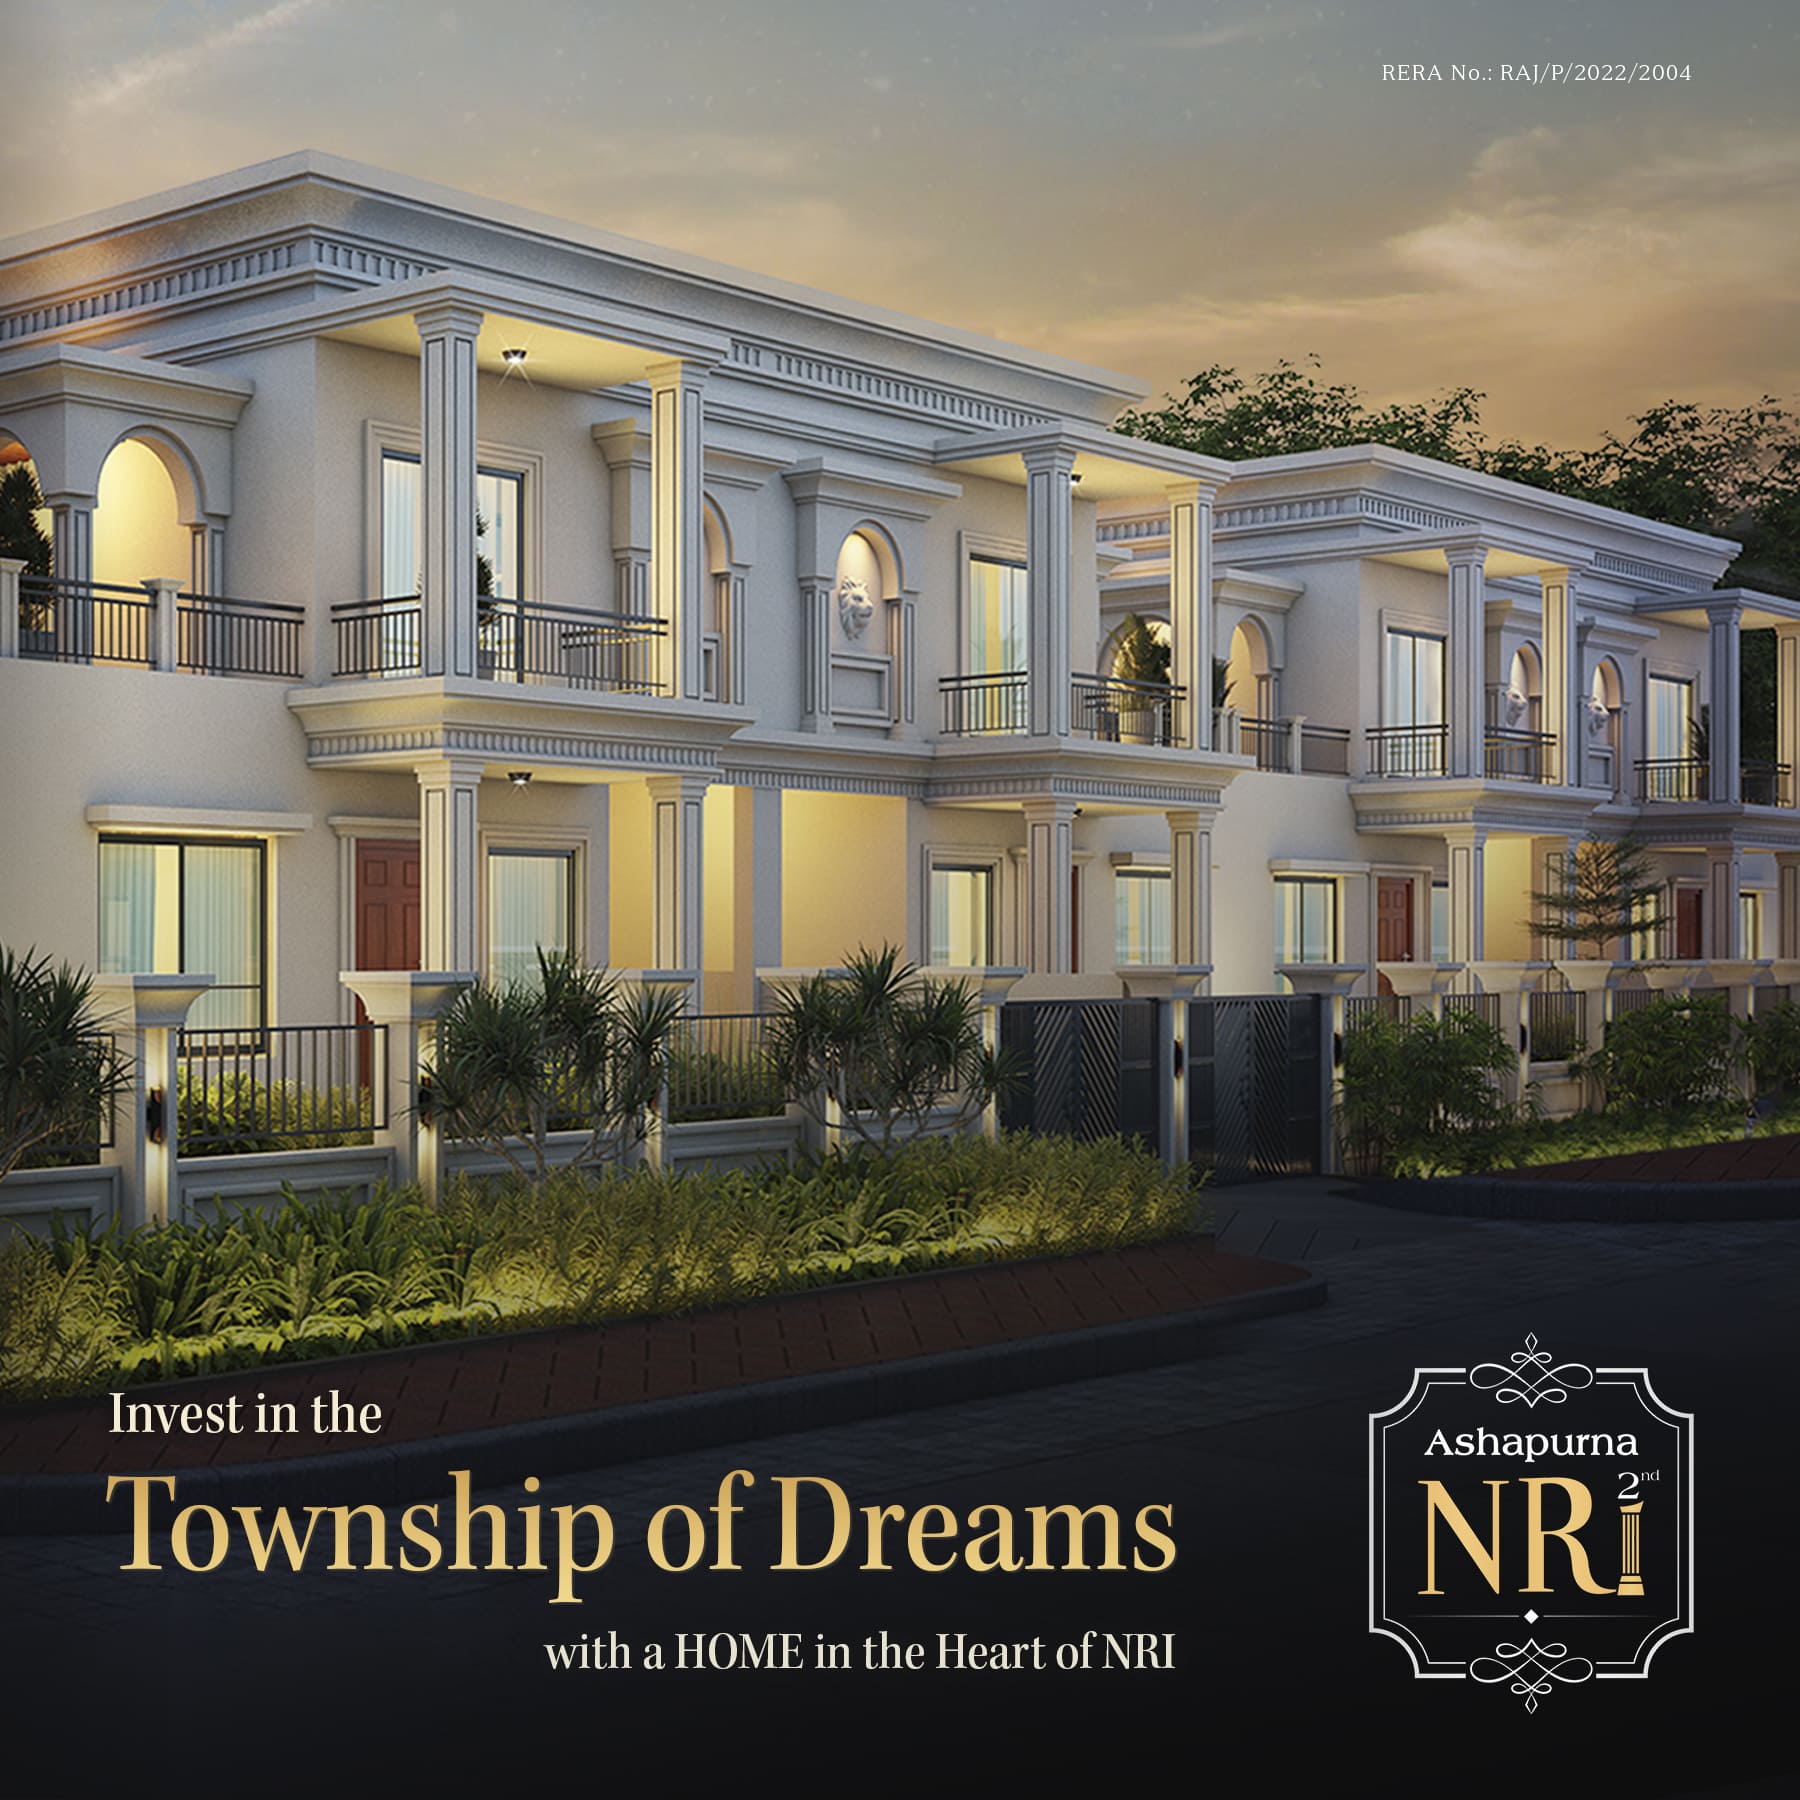 RERA No.: RAJ/P/2022/2004
Invest in the
Township of Dreams
with a HOME in the Heart of NRI
Ashapurna
2nd
NRI